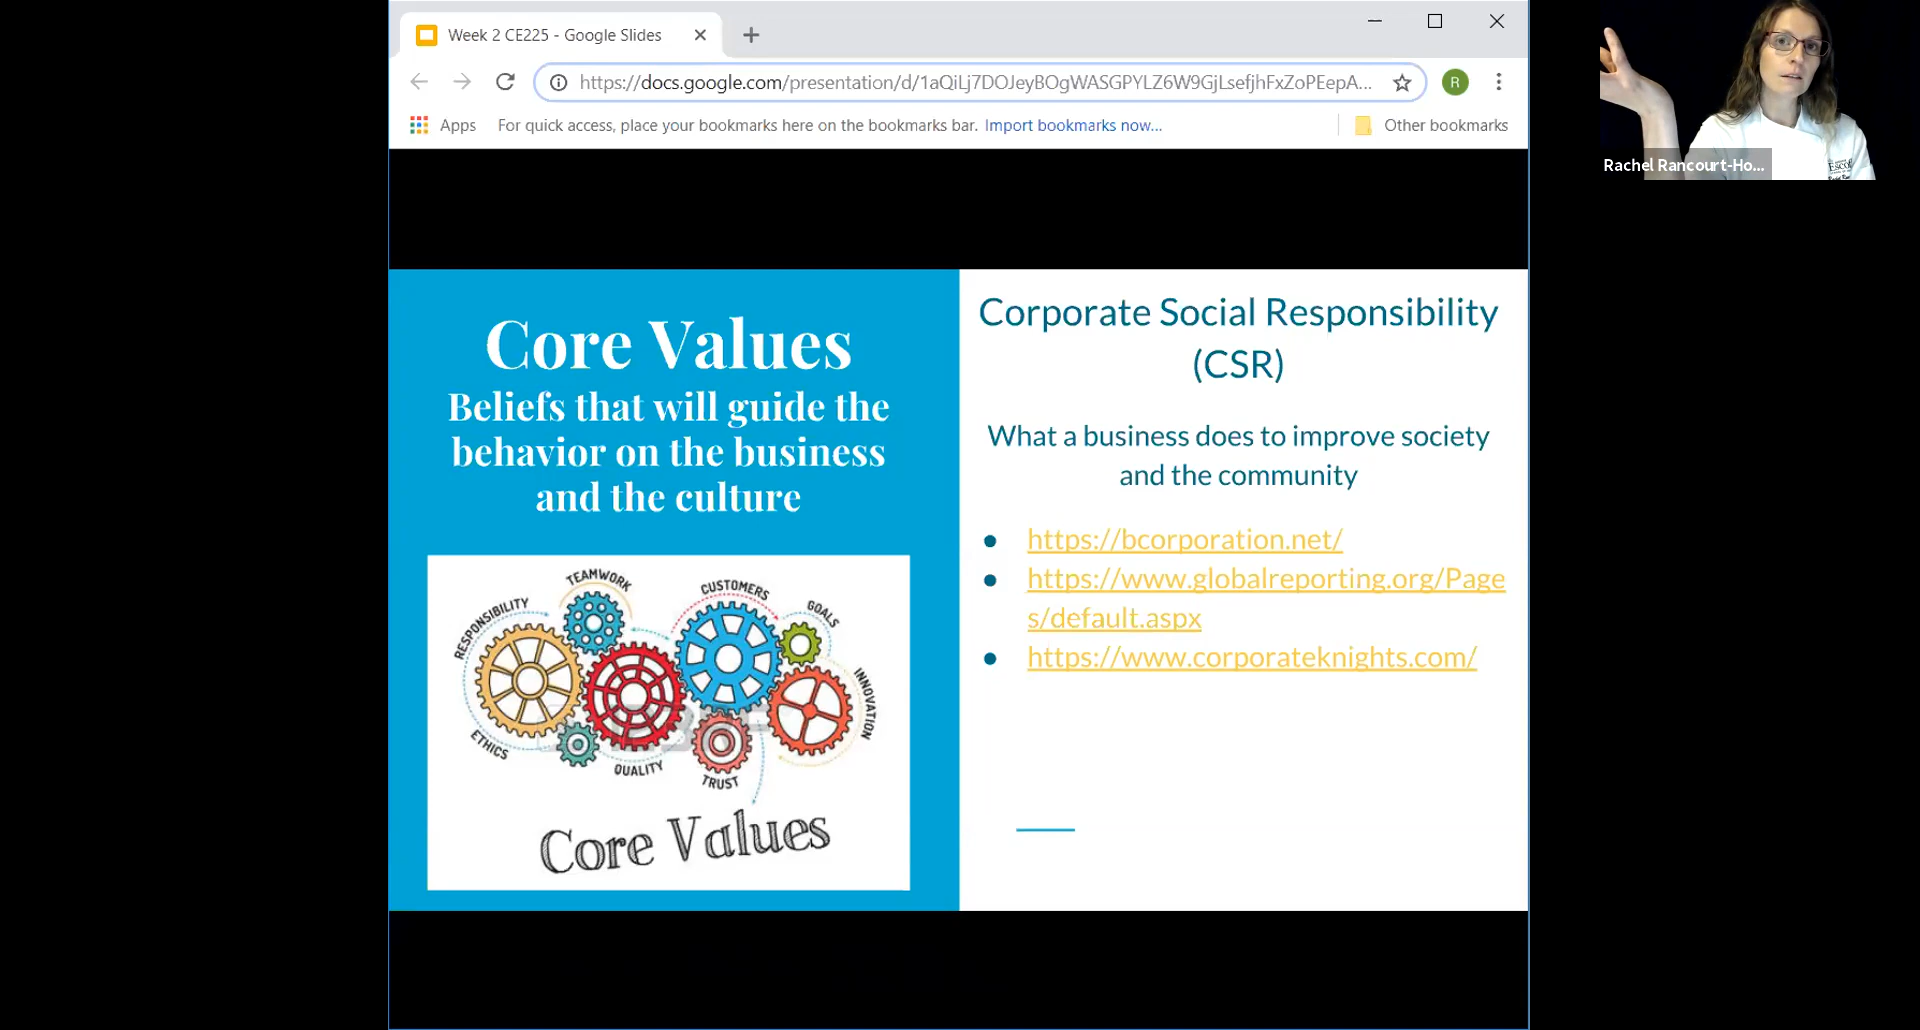 Week 2 CE225 - Google Slides
https://docs.google.com/presentation/d/1aQiLj7DOJeyBOgWASGPYLZ6W9GjLsefjhFxZoPEepA...
R
Apps
For quick access, place your bookmarks here on the bookmarks bar. Import bookmarks now...
Other bookmarks
Rachel Rancourt-Ho...
Core Values
Beliefs that will guide the
behavior on the business
and the culture
RESPONSIBILITY
TEAMWORK
CUSTOMERS
GOALS
INNOVATION
ETHICS
QUALITY
TRUST
Core Values
Corporate Social Responsibility
(CSR)
What a business does to improve society
and the community
https://bcorporation.net/
https://www.globalreporting.org/Page
s/default.aspx
https://www.corporateknights.com/